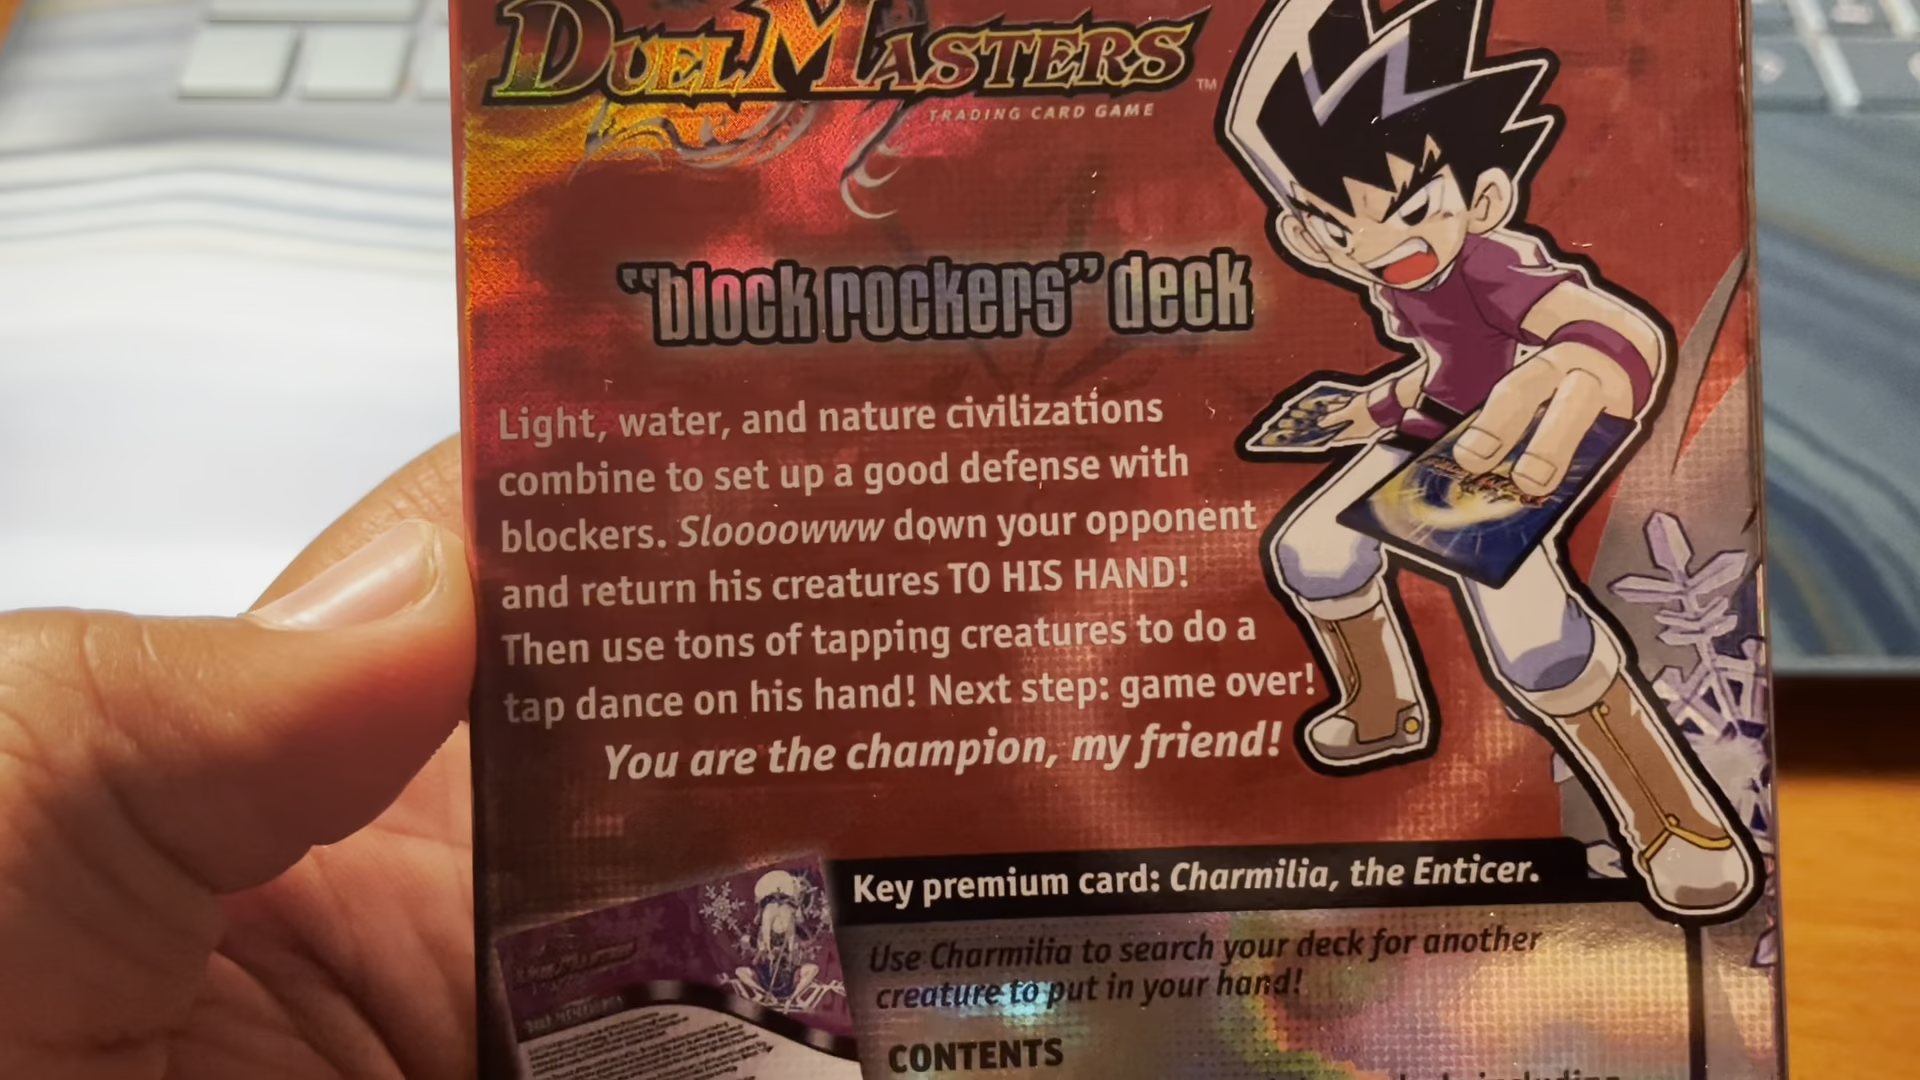 DUEL MASTERS™
TRADING CARD GAME
"block rockers" deck
Light, water, and nature civilizations
combine to set up a good defense with
blockers. Sloooowww down your opponent
and return his creatures TO HIS HAND!
Then use tons of tapping creatures to do a
tap dance on his hand! Next step: game over!
You are the champion, my friend!
Key premium card: Charmilia, the Enticer.
Use Charmilia to search your deck for another
creature to put in your hand!
CONTENTS